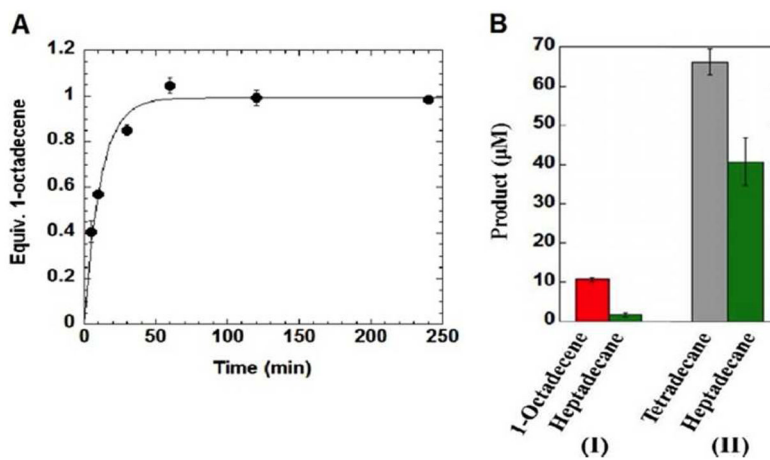 A
1.2
1
0.8
0.6
0.4
0.2
0
Equiv. 1-octadecene
0 50 100 150 200 250
Time (min)
B
70
60
50
40
30
20
10
0
Product (µM)
1-Octadecene
Heptadecane
Tetradecane
Heptadecane
(I) (II)